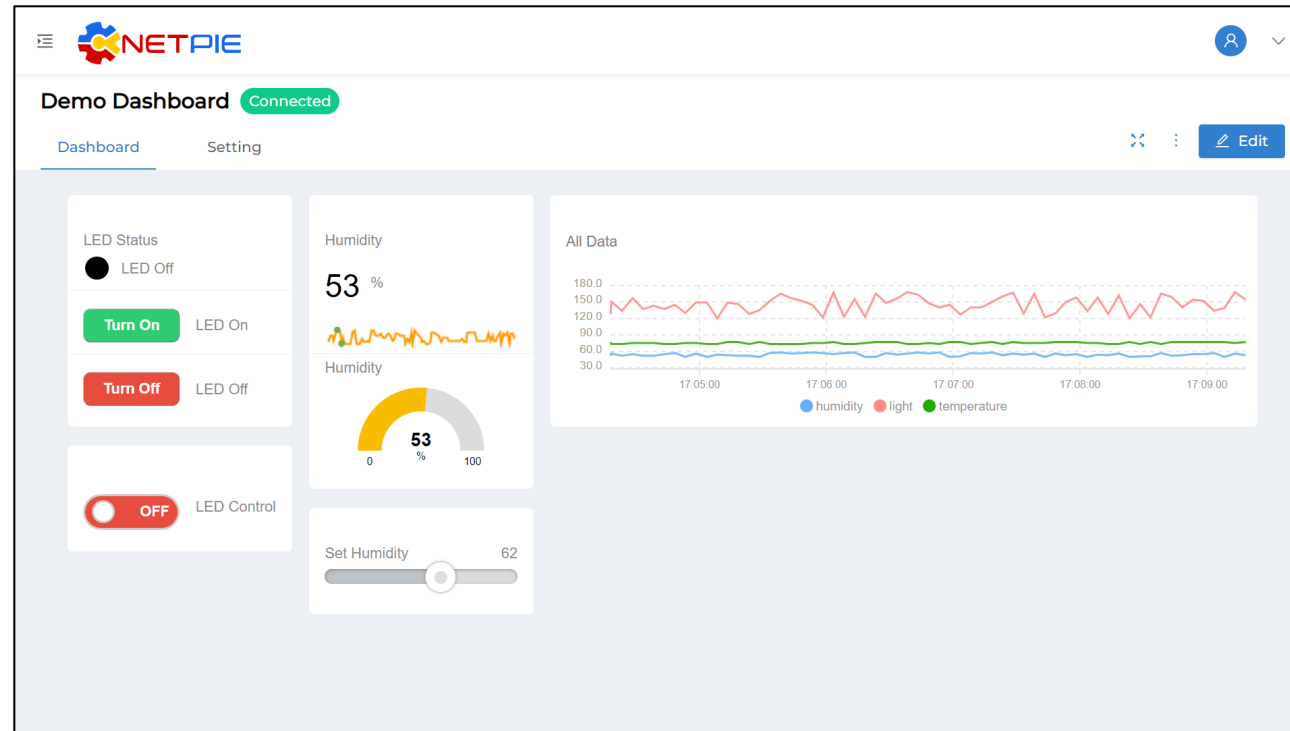 NETPIE
Demo Dashboard Connected
Dashboard Setting Edit
LED Status
LED Off
Turn On LED On
Turn Off LED Off
OFF LED Control
Humidity
53 %
Humidity
53
%
0 100
Set Humidity 62
All Data
180.0
150.0
120.0
90.0
60.0
30.0
17:05:00 17:06:00 17:07:00 17:08:00 17:09:00
humidity light temperature